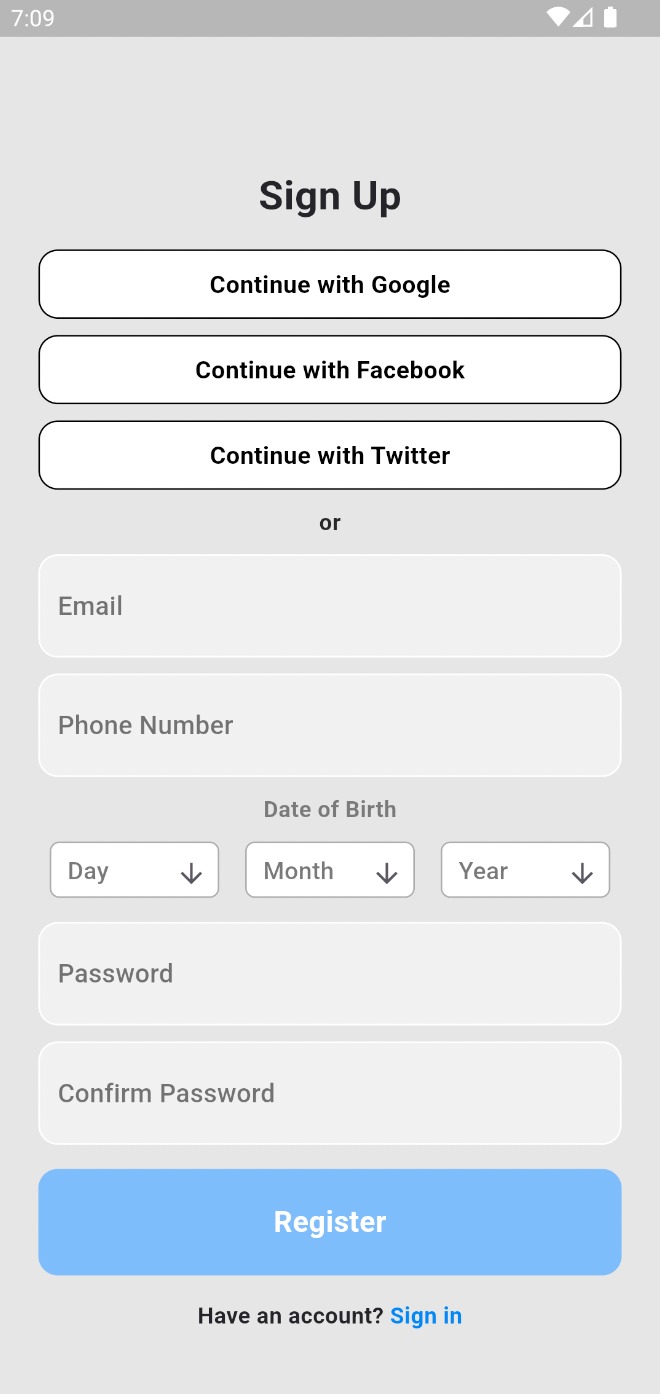 7:09
Sign Up
Continue with Google
Continue with Facebook
Continue with Twitter
or
Email
Phone Number
Date of Birth
Day Month Year
Password
Confirm Password
Register
Have an account? Sign in